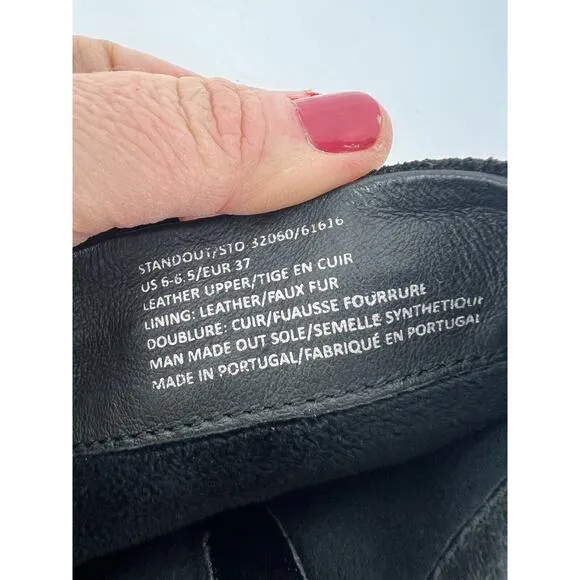 STANDOUT/STO 32060/61616
US 6-6.5/EUR 37
LEATHER UPPER/TIGE EN CUIR
LINING: LEATHER/FAUX FUR
DOUBLURE: CUIR/FUAUSSE FOURRURE
MAN MADE OUT SOLE/SEMELLE SYNTHETIQUE
MADE IN PORTUGAL/FABRIQUÉ EN PORTUGAL